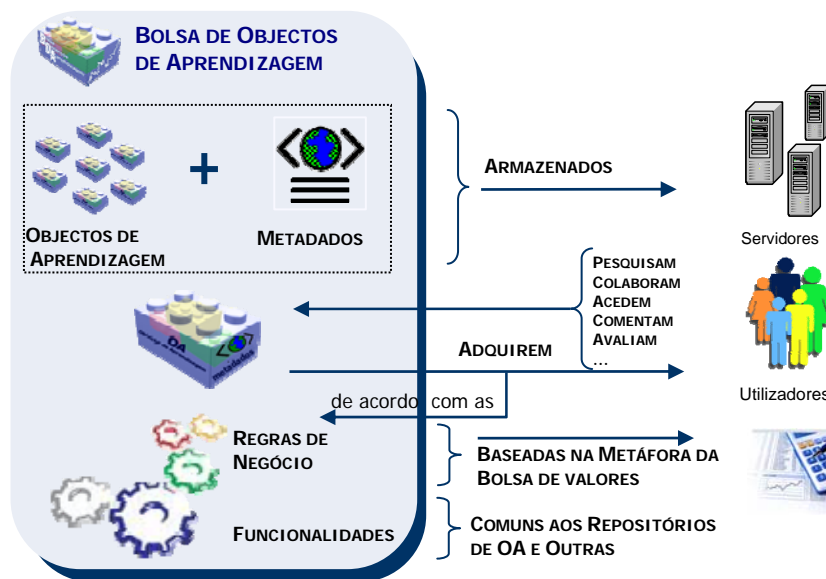 BOLSA DE OBJECTOS
DE APRENDIZAGEM
OBJECTOS DE
APRENDIZAGEM
+
METADADOS
ARMAZENADOS
Servidores
PESQUISAM
COLABORAM
ACEDEM
COMENTAM
AVALIAM
...
ADQUIREM
Utilizadores
OA
metadados
de acordo com as
REGRAS DE
NEGÓCIO
BASEADAS NA METÁFORA DA
BOLSA DE VALORES
FUNCIONALIDADES
COMUNS AOS REPOSITÓRIOS
DE OA E OUTRAS